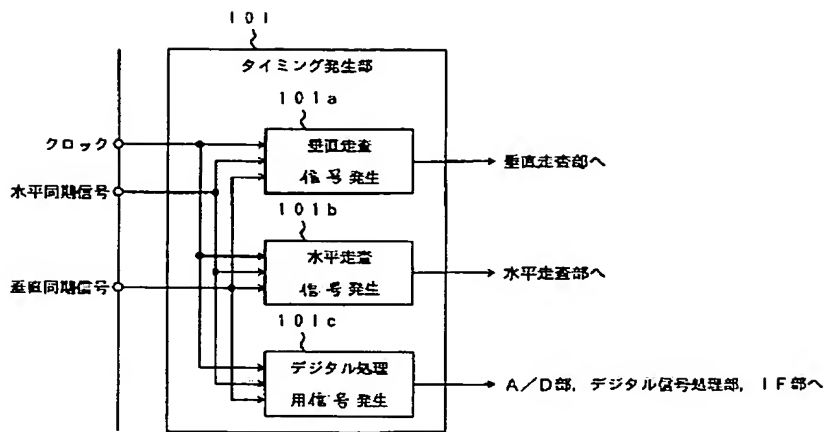 101
タイミング発生部
101a
クロック
垂直走査
信号発生
垂直走査部へ
水平同期信号
101b
水平走査
信号発生
水平走査部へ
垂直同期信号
101c
デジタル処理
用信号発生
A/D部,デジタル信号処理部,IF部へ